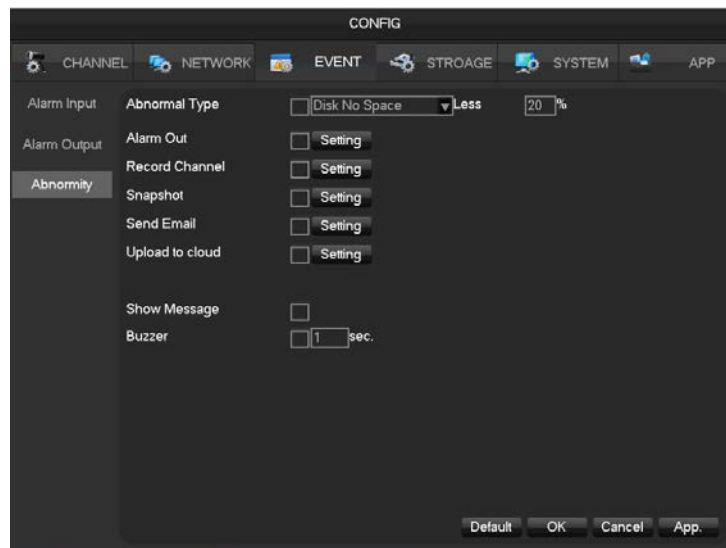 CONFIG
CHANNEL NETWORK EVENT STROAGE SYSTEM APP
Alarm Input
Alarm Output
Abnormity
Abnormal Type Disk No Space Less 20 %
Alarm Out Setting
Record Channel Setting
Snapshot Setting
Send Email Setting
Upload to cloud Setting
Show Message
Buzzer 1 sec.
Default OK Cancel App.